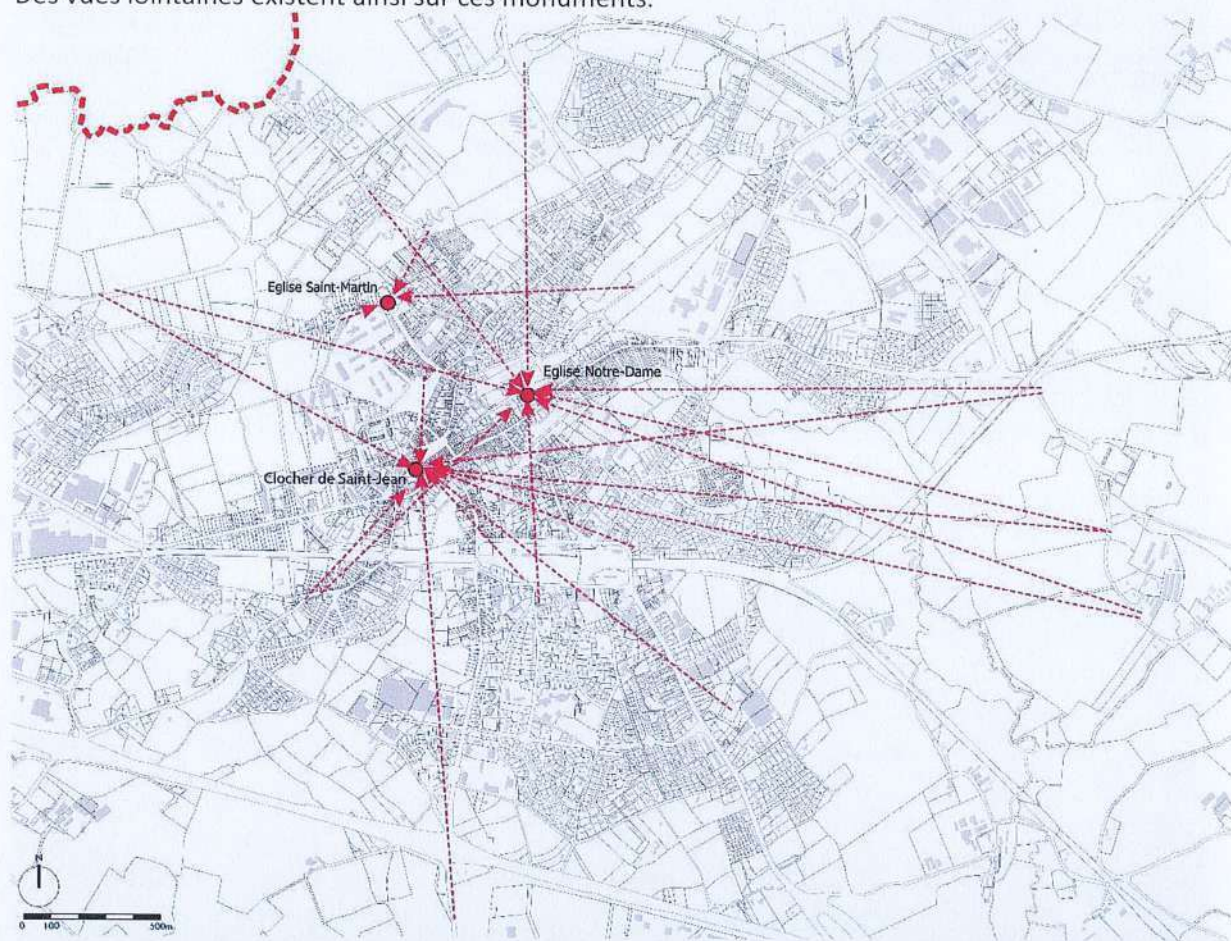 Des vues lointaines existent ainsi sur ces monuments.
Eglise Saint-Martin
Eglise Notre-Dame
Clocher de Saint-Jean
N
0 100 500m